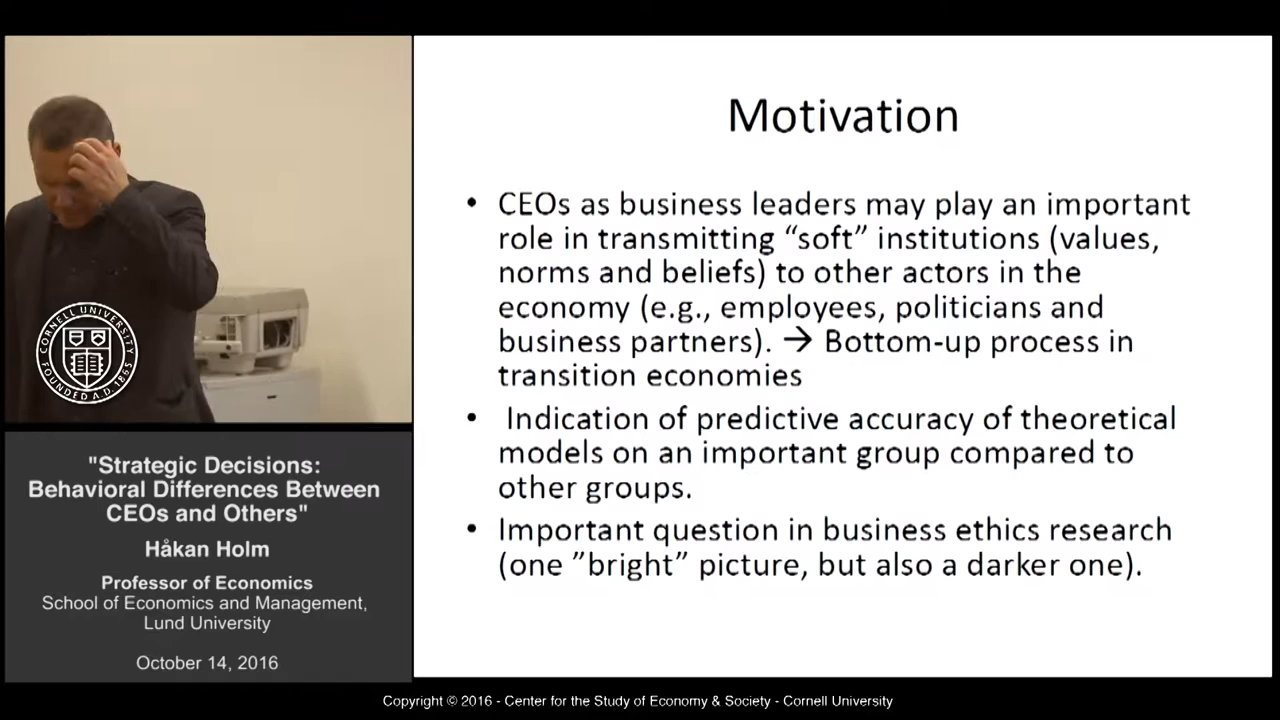 CORNELL UNIVERSITY
FOUNDED A.D. 1865
"Strategic Decisions:
Behavioral Differences Between
CEOs and Others"
Håkan Holm
Professor of Economics
School of Economics and Management,
Lund University
October 14, 2016
Motivation
• CEOs as business leaders may play an important
role in transmitting “soft” institutions (values,
norms and beliefs) to other actors in the
economy (e.g., employees, politicians and
business partners). → Bottom-up process in
transition economies
• Indication of predictive accuracy of theoretical
models on an important group compared to
other groups.
• Important question in business ethics research
(one ”bright” picture, but also a darker one).
Copyright © 2016 - Center for the Study of Economy & Society - Cornell University